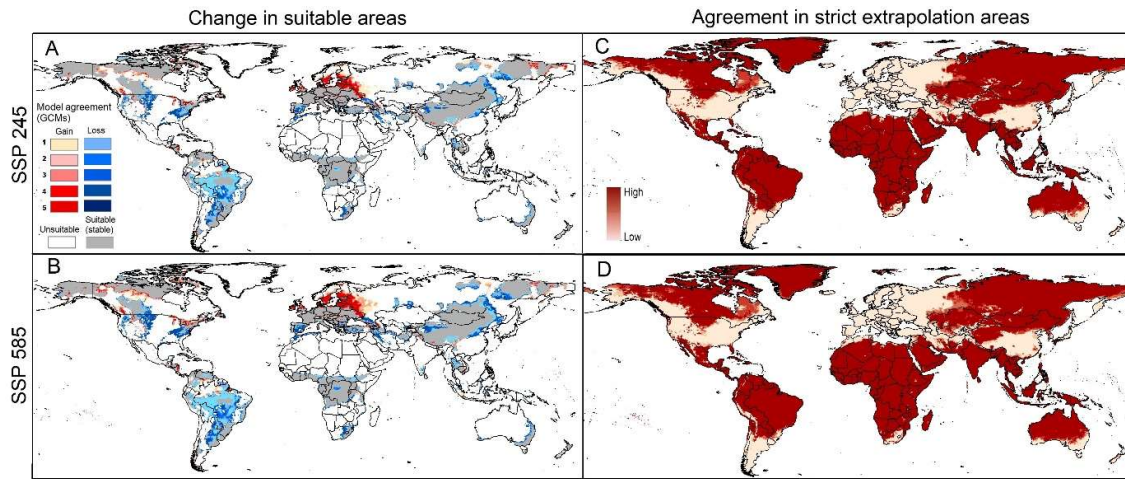 Change in suitable areas
Agreement in strict extrapolation areas
SSP 245
A
Model agreement
(GCMs)
Gain Loss
1
2
3
4
5
Unsuitable Suitable
(stable)
C
High
Low
SSP 585
B
D